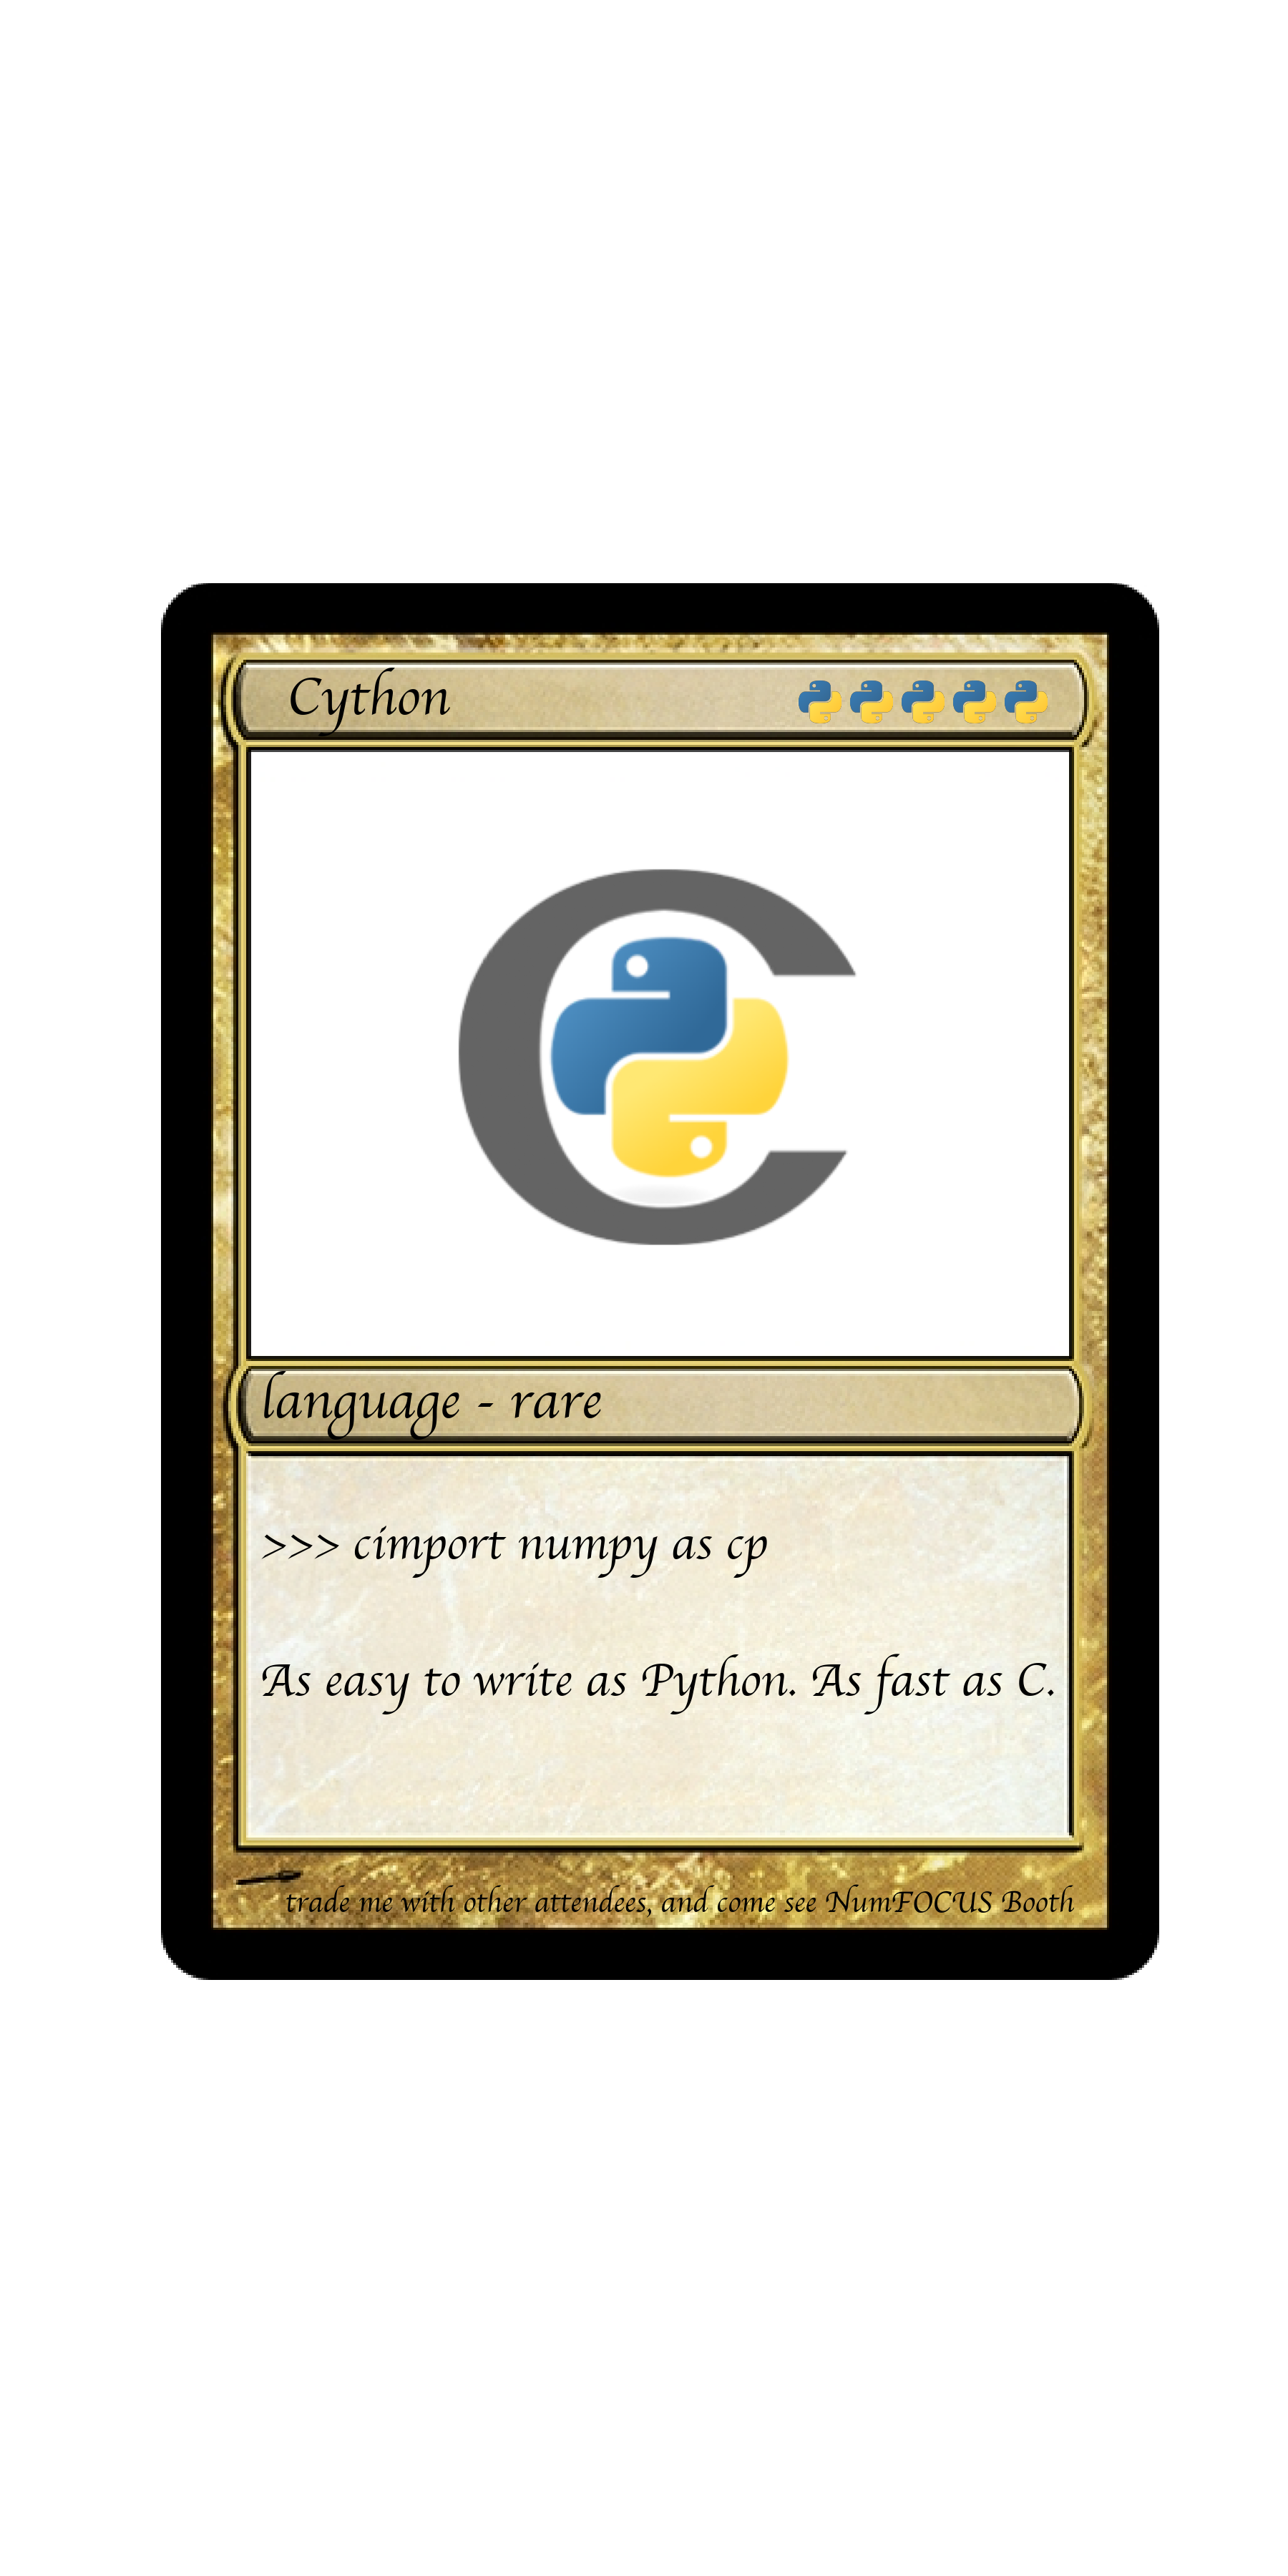 Cython
language - rare
>>> cimport numpy as cp
As easy to write as Python. As fast as C.
trade me with other attendees, and come see NumFOCUS Booth